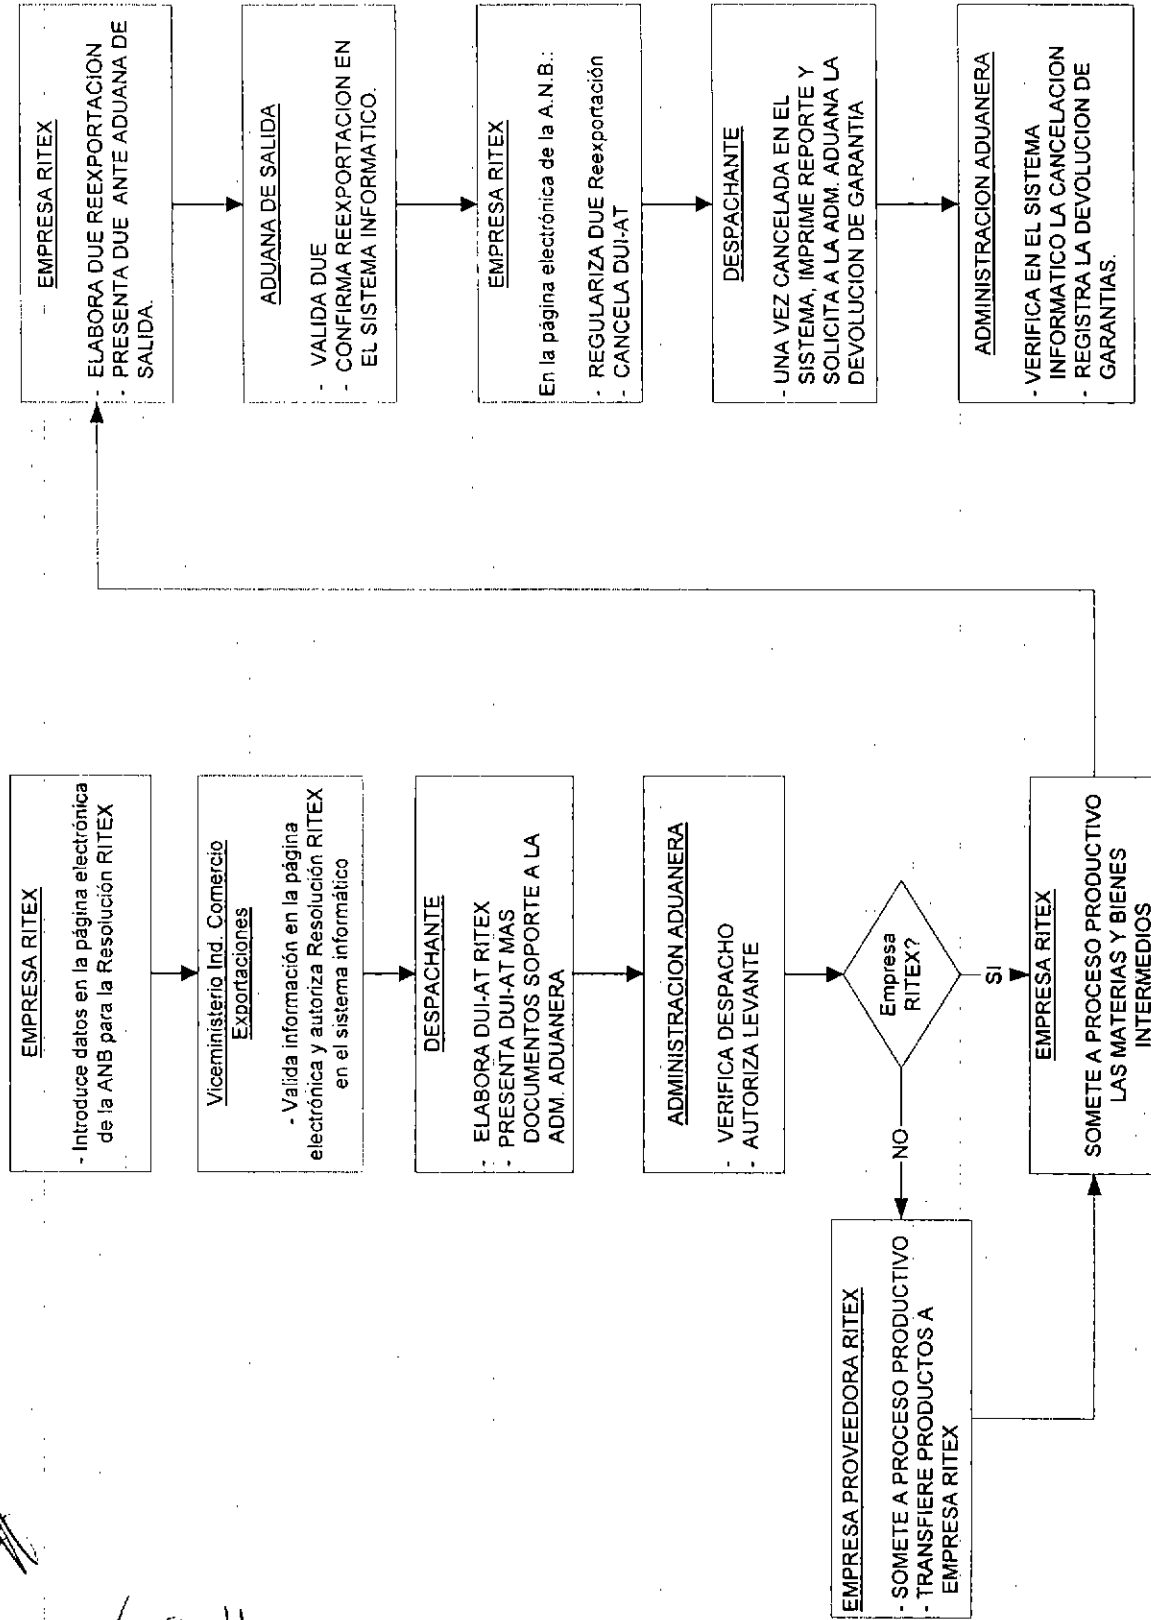 EMPRESA RITEX
- Introduce datos en la página electrónica
de la ANB para la Resolución RITEX
Viceministerio Ind. Comercio
Exportaciones
- Valida información en la página
electrónica y autoriza Resolución RITEX
en el sistema informático
DESPACHANTE
- ELABORA DUI-AT RITEX
- PRESENTA DUI-AT MAS
DOCUMENTOS SOPORTE A LA
ADM. ADUANERA
ADMINISTRACION ADUANERA
- VERIFICA DESPACHO
- AUTORIZA LEVANTE
Empresa
RITEX?
NO
SI
EMPRESA PROVEEDORA RITEX
- SOMETE A PROCESO PRODUCTIVO
- TRANSFIERE PRODUCTOS A
EMPRESA RITEX
EMPRESA RITEX
SOMETE A PROCESO PRODUCTIVO
LAS MATERIAS Y BIENES
INTERMEDIOS
EMPRESA RITEX
- ELABORA DUE REEXPORTACION
- PRESENTA DUE ANTE ADUANA DE
SALIDA.
ADUANA DE SALIDA
- VALIDA DUE
- CONFIRMA REEXPORTACION EN
EL SISTEMA INFORMATICO.
EMPRESA RITEX
En la página electrónica de la A.N.B.:
- REGULARIZA DUE Reexportación
- CANCELA DUI-AT
DESPACHANTE
- UNA VEZ CANCELADA EN EL
SISTEMA, IMPRIME REPORTE Y
SOLICITA A LA ADM. ADUANA LA
DEVOLUCION DE GARANTIA
ADMINISTRACION ADUANERA
- VERIFICA EN EL SISTEMA
INFORMATICO LA CANCELACION
- REGISTRA LA DEVOLUCION DE
GARANTIAS.